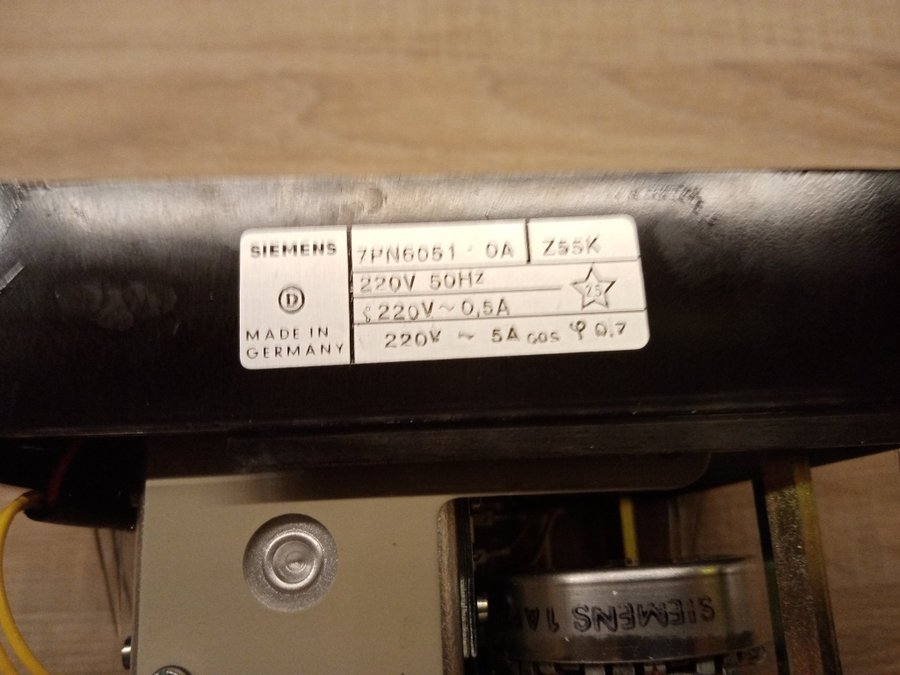 SIEMENS
D
MADE IN
GERMANY
7PN6051 - 0A
Z55K
220V 50Hz
25
220V ~ 0,5A
220V ~ 5A cos φ 0,7
SIEMENS 1A